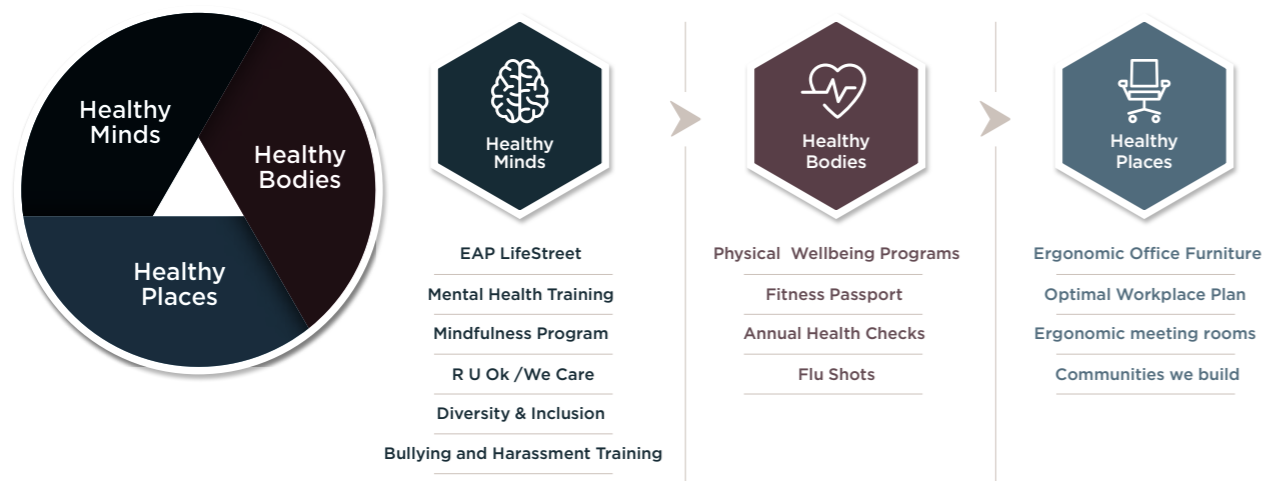 Healthy
Minds
Healthy
Bodies
Healthy
Places
Healthy
Minds
EAP LifeStreet
Mental Health Training
Mindfulness Program
R U Ok /We Care
Diversity & Inclusion
Bullying and Harassment Training
Healthy
Bodies
Physical  Wellbeing Programs
Fitness Passport
Annual Health Checks
Flu Shots
Healthy
Places
Ergonomic Office Furniture
Optimal Workplace Plan
Ergonomic meeting rooms
Communities we build